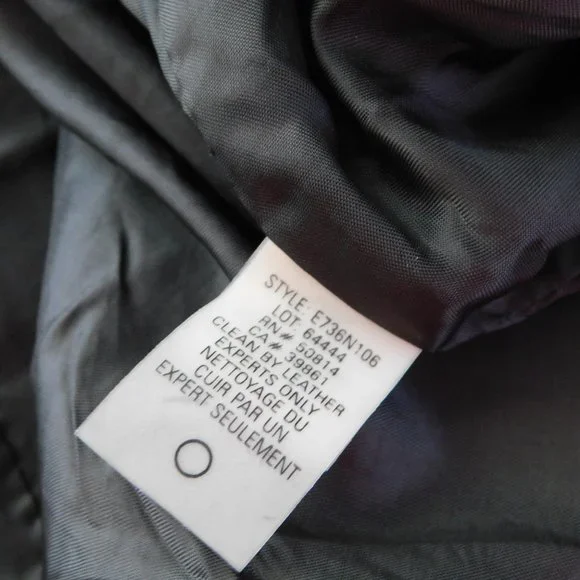 STYLE: E736N106
LOT: 64444
RN# 50814
CA# 39861
CLEAN BY LEATHER
EXPERTS ONLY
NETTOYAGE DU
CUIR PAR UN
EXPERT SEULEMENT